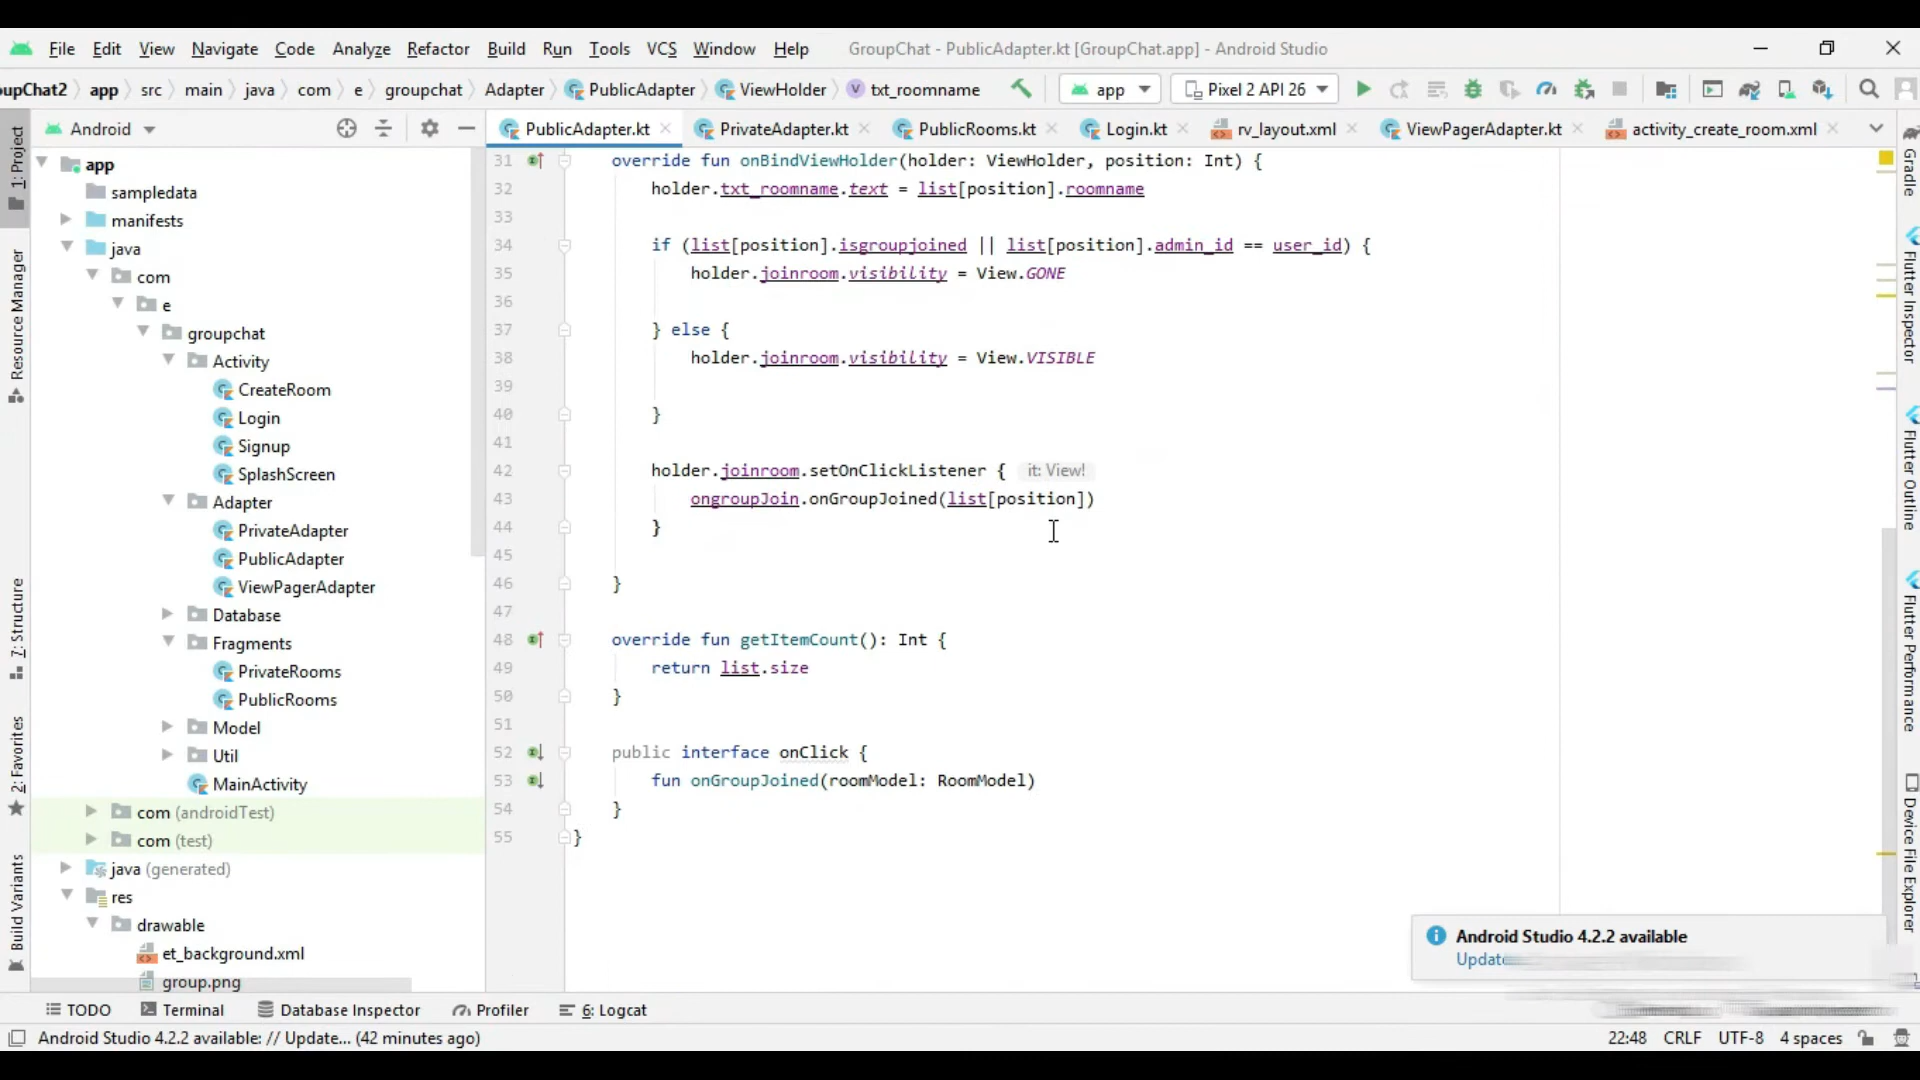 File Edit View Navigate Code Analyze Refactor Build Run Tools VCS Window Help GroupChat - PublicAdapter.kt [GroupChat.app] - Android Studio
oupChat2 app src main java com e groupchat Adapter PublicAdapter ViewHolder txt_roomname app Pixel 2 API 26
Android PublicAdapter.kt PrivateAdapter.kt PublicRooms.kt Login.kt rv_layout.xml ViewPagerAdapter.kt activity_create_room.xml
1: Project
Resource Manager
7: Structure
2: Favorites
Build Variants
app
sampledata
manifests
java
com
e
groupchat
Activity
CreateRoom
Login
Signup
SplashScreen
Adapter
PrivateAdapter
PublicAdapter
ViewPagerAdapter
Database
Fragments
PrivateRooms
PublicRooms
Model
Util
MainActivity
com (androidTest)
com (test)
java (generated)
res
drawable
et_background.xml
group.png
31 override fun onBindViewHolder(holder: ViewHolder, position: Int) {
32 holder.txt_roomname.text = list[position].roomname
33
34 if (list[position].isgroupjoined || list[position].admin_id == user_id) {
35 holder.joinroom.visibility = View.GONE
36
37 } else {
38 holder.joinroom.visibility = View.VISIBLE
39
40 }
41
42 holder.joinroom.setOnClickListener { it: View!
43 ongroupJoin.onGroupJoined(list[position])
44 }
45
46 }
47
48 override fun getItemCount(): Int {
49 return list.size
50 }
51
52 public interface onClick {
53 fun onGroupJoined(roomModel: RoomModel)
54 }
55 }
Gradle
Flutter Inspector
Flutter Outline
Flutter Performance
Device File Explorer
Android Studio 4.2.2 available
Update
TODO Terminal Database Inspector Profiler 6: Logcat
Android Studio 4.2.2 available: // Update... (42 minutes ago) 22:48 CRLF UTF-8 4 spaces